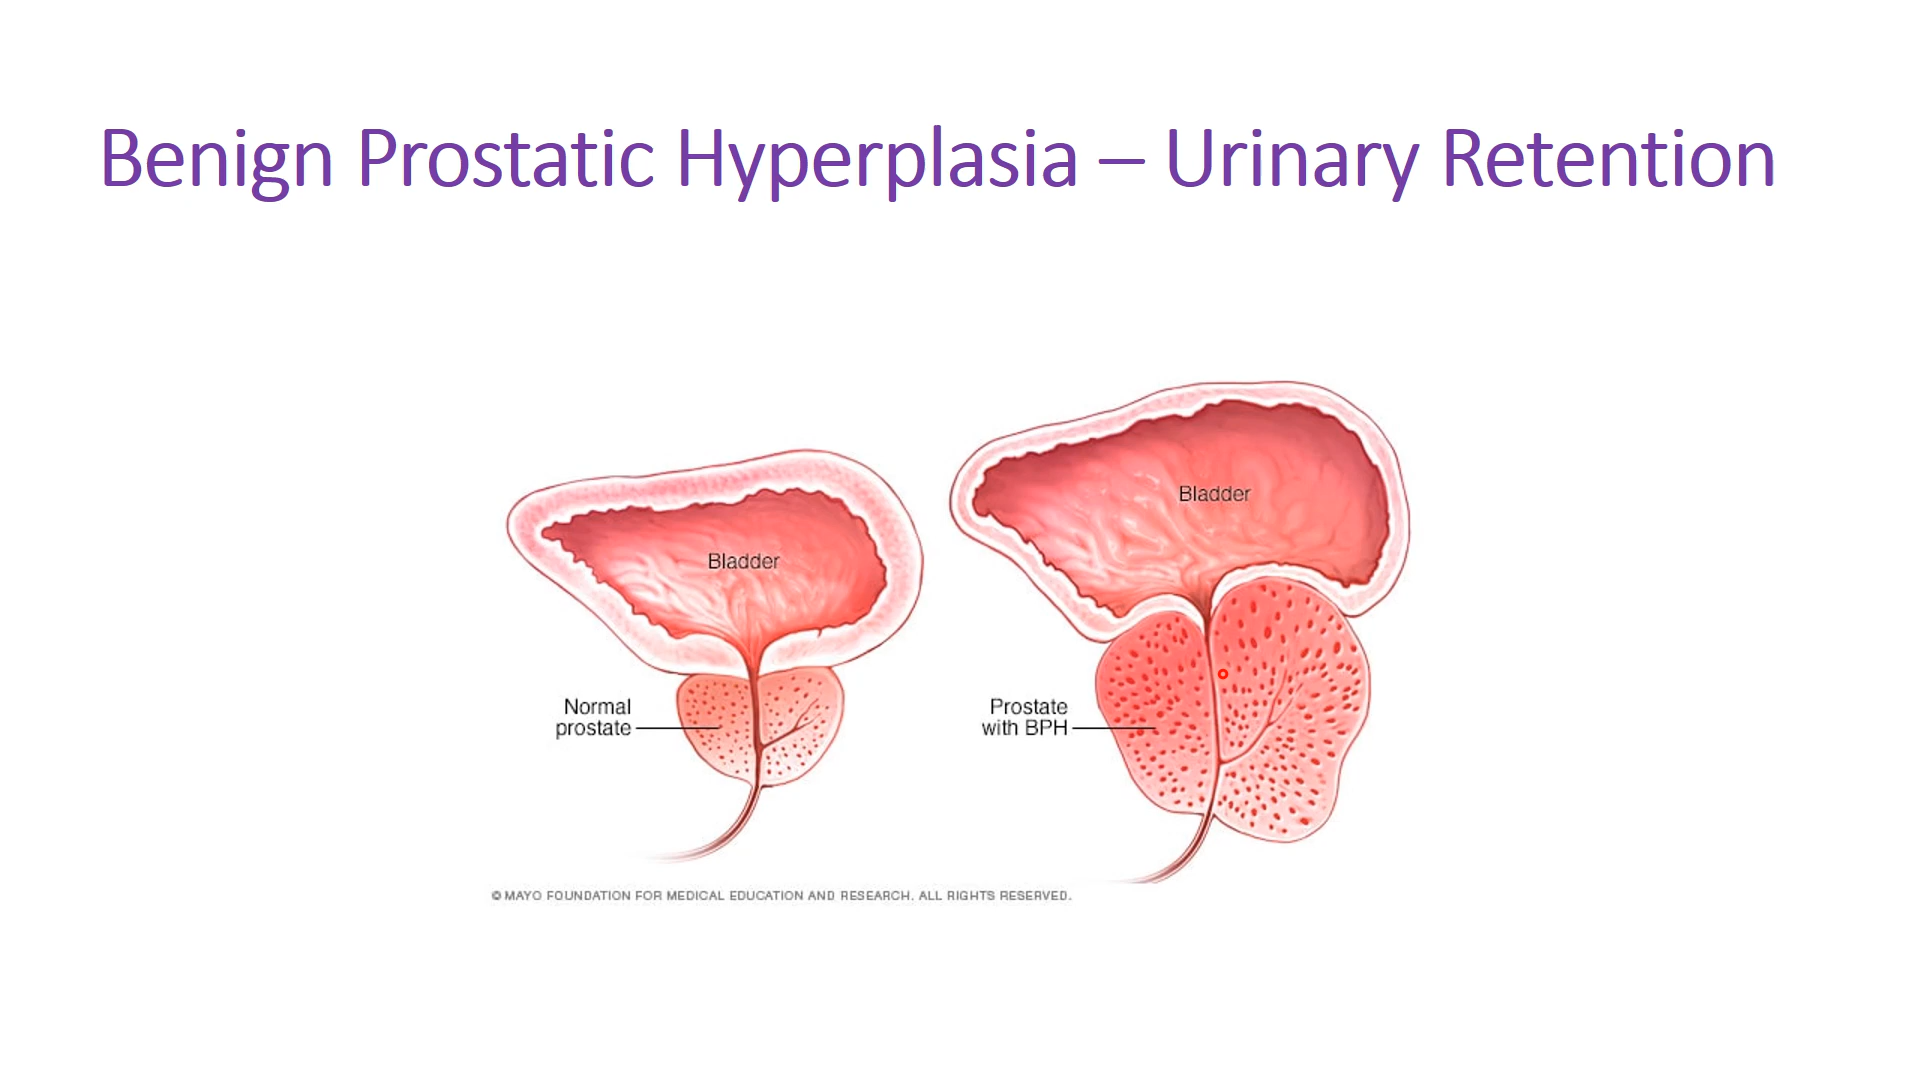 Benign Prostatic Hyperplasia – Urinary Retention
Bladder
Normal
prostate
Bladder
Prostate
with BPH
© MAYO FOUNDATION FOR MEDICAL EDUCATION AND RESEARCH. ALL RIGHTS RESERVED.